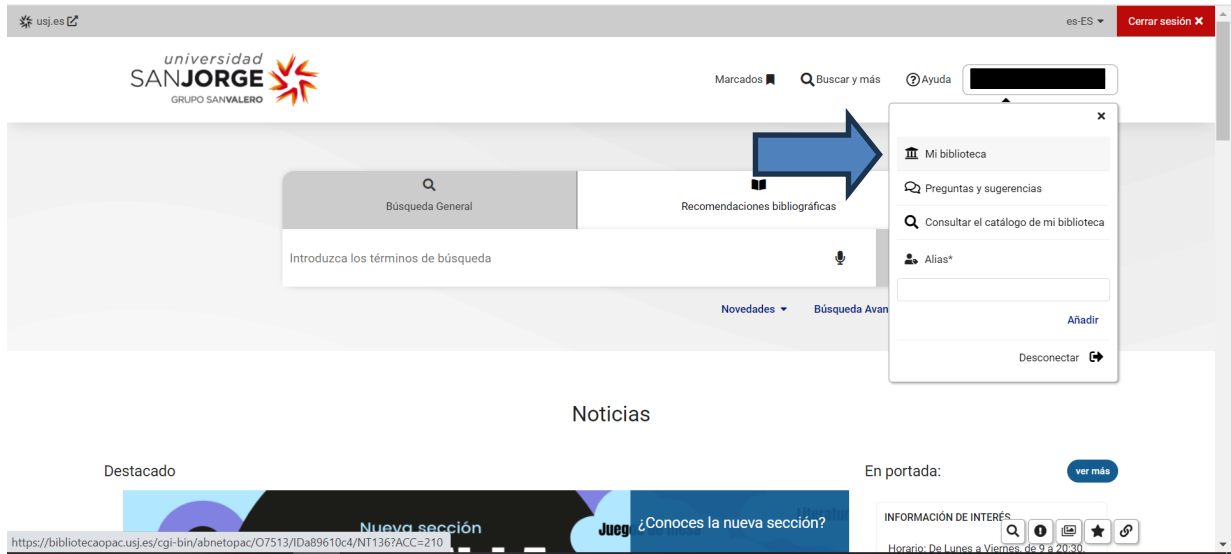 usj.es
es-ES
Cerrar sesión ×
universidad
SANJORGE
GRUPO SANVALERO
Marcados
Buscar y más
Ayuda
×
Mi biblioteca
Preguntas y sugerencias
Consultar el catálogo de mi biblioteca
Alias*
Añadir
Desconectar
Búsqueda General
Recomendaciones bibliográficas
Introduzca los términos de búsqueda
Novedades
Búsqueda Avan
Noticias
Destacado
En portada:
ver más
Nueva sección
Jueg
¿Conoces la nueva sección?
INFORMACIÓN DE INTERÉS
Horario: De Lunes a Viernes, de 9 a 20:30.
https://bibliotecaopac.usj.es/cgi-bin/abnetopac/O7513/IDa89610c4/NT136?ACC=210